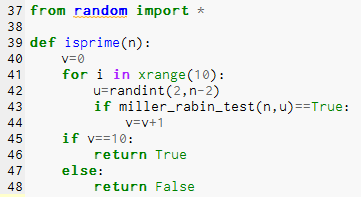 37 from random import *
38
39 def isprime(n):
40     v=0
41     for i in xrange(10):
42         u=randint(2,n-2)
43         if miller_rabin_test(n,u)==True:
44             v=v+1
45     if v==10:
46         return True
47     else:
48         return False